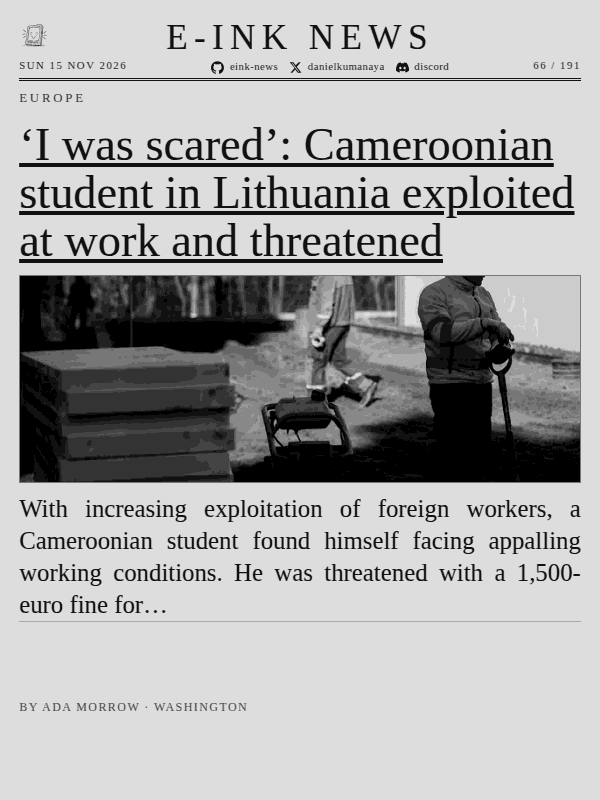 E-INK NEWS
SUN 15 NOV 2026
eink-news danielkumanaya discord
66 / 191
EUROPE
‘I was scared’: Cameroonian
student in Lithuania exploited
at work and threatened
With increasing exploitation of foreign workers, a
Cameroonian student found himself facing appalling
working conditions. He was threatened with a 1,500-
euro fine for…
BY ADA MORROW · WASHINGTON